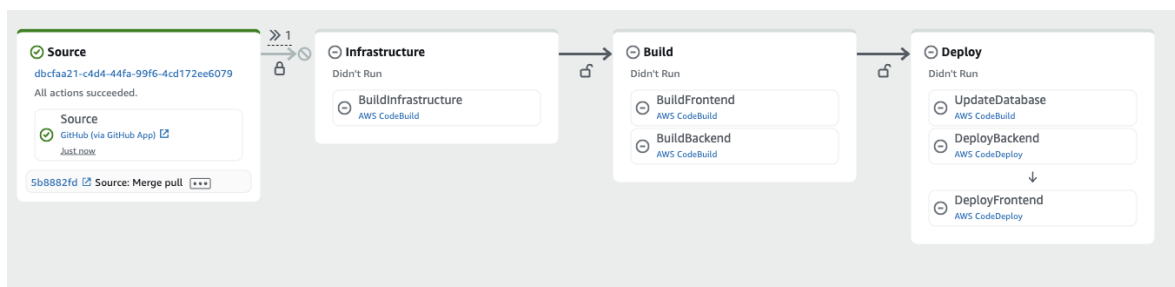 Source
dbcfaa21-c4d4-44fa-99f6-4cd172ee6079
All actions succeeded.
Source
GitHub (via GitHub App)
Just now
5b8882fd Source: Merge pull
1
Infrastructure
Didn't Run
BuildInfrastructure
AWS CodeBuild
Build
Didn't Run
BuildFrontend
AWS CodeBuild
BuildBackend
AWS CodeBuild
Deploy
Didn't Run
UpdateDatabase
AWS CodeBuild
DeployBackend
AWS CodeDeploy
DeployFrontend
AWS CodeDeploy